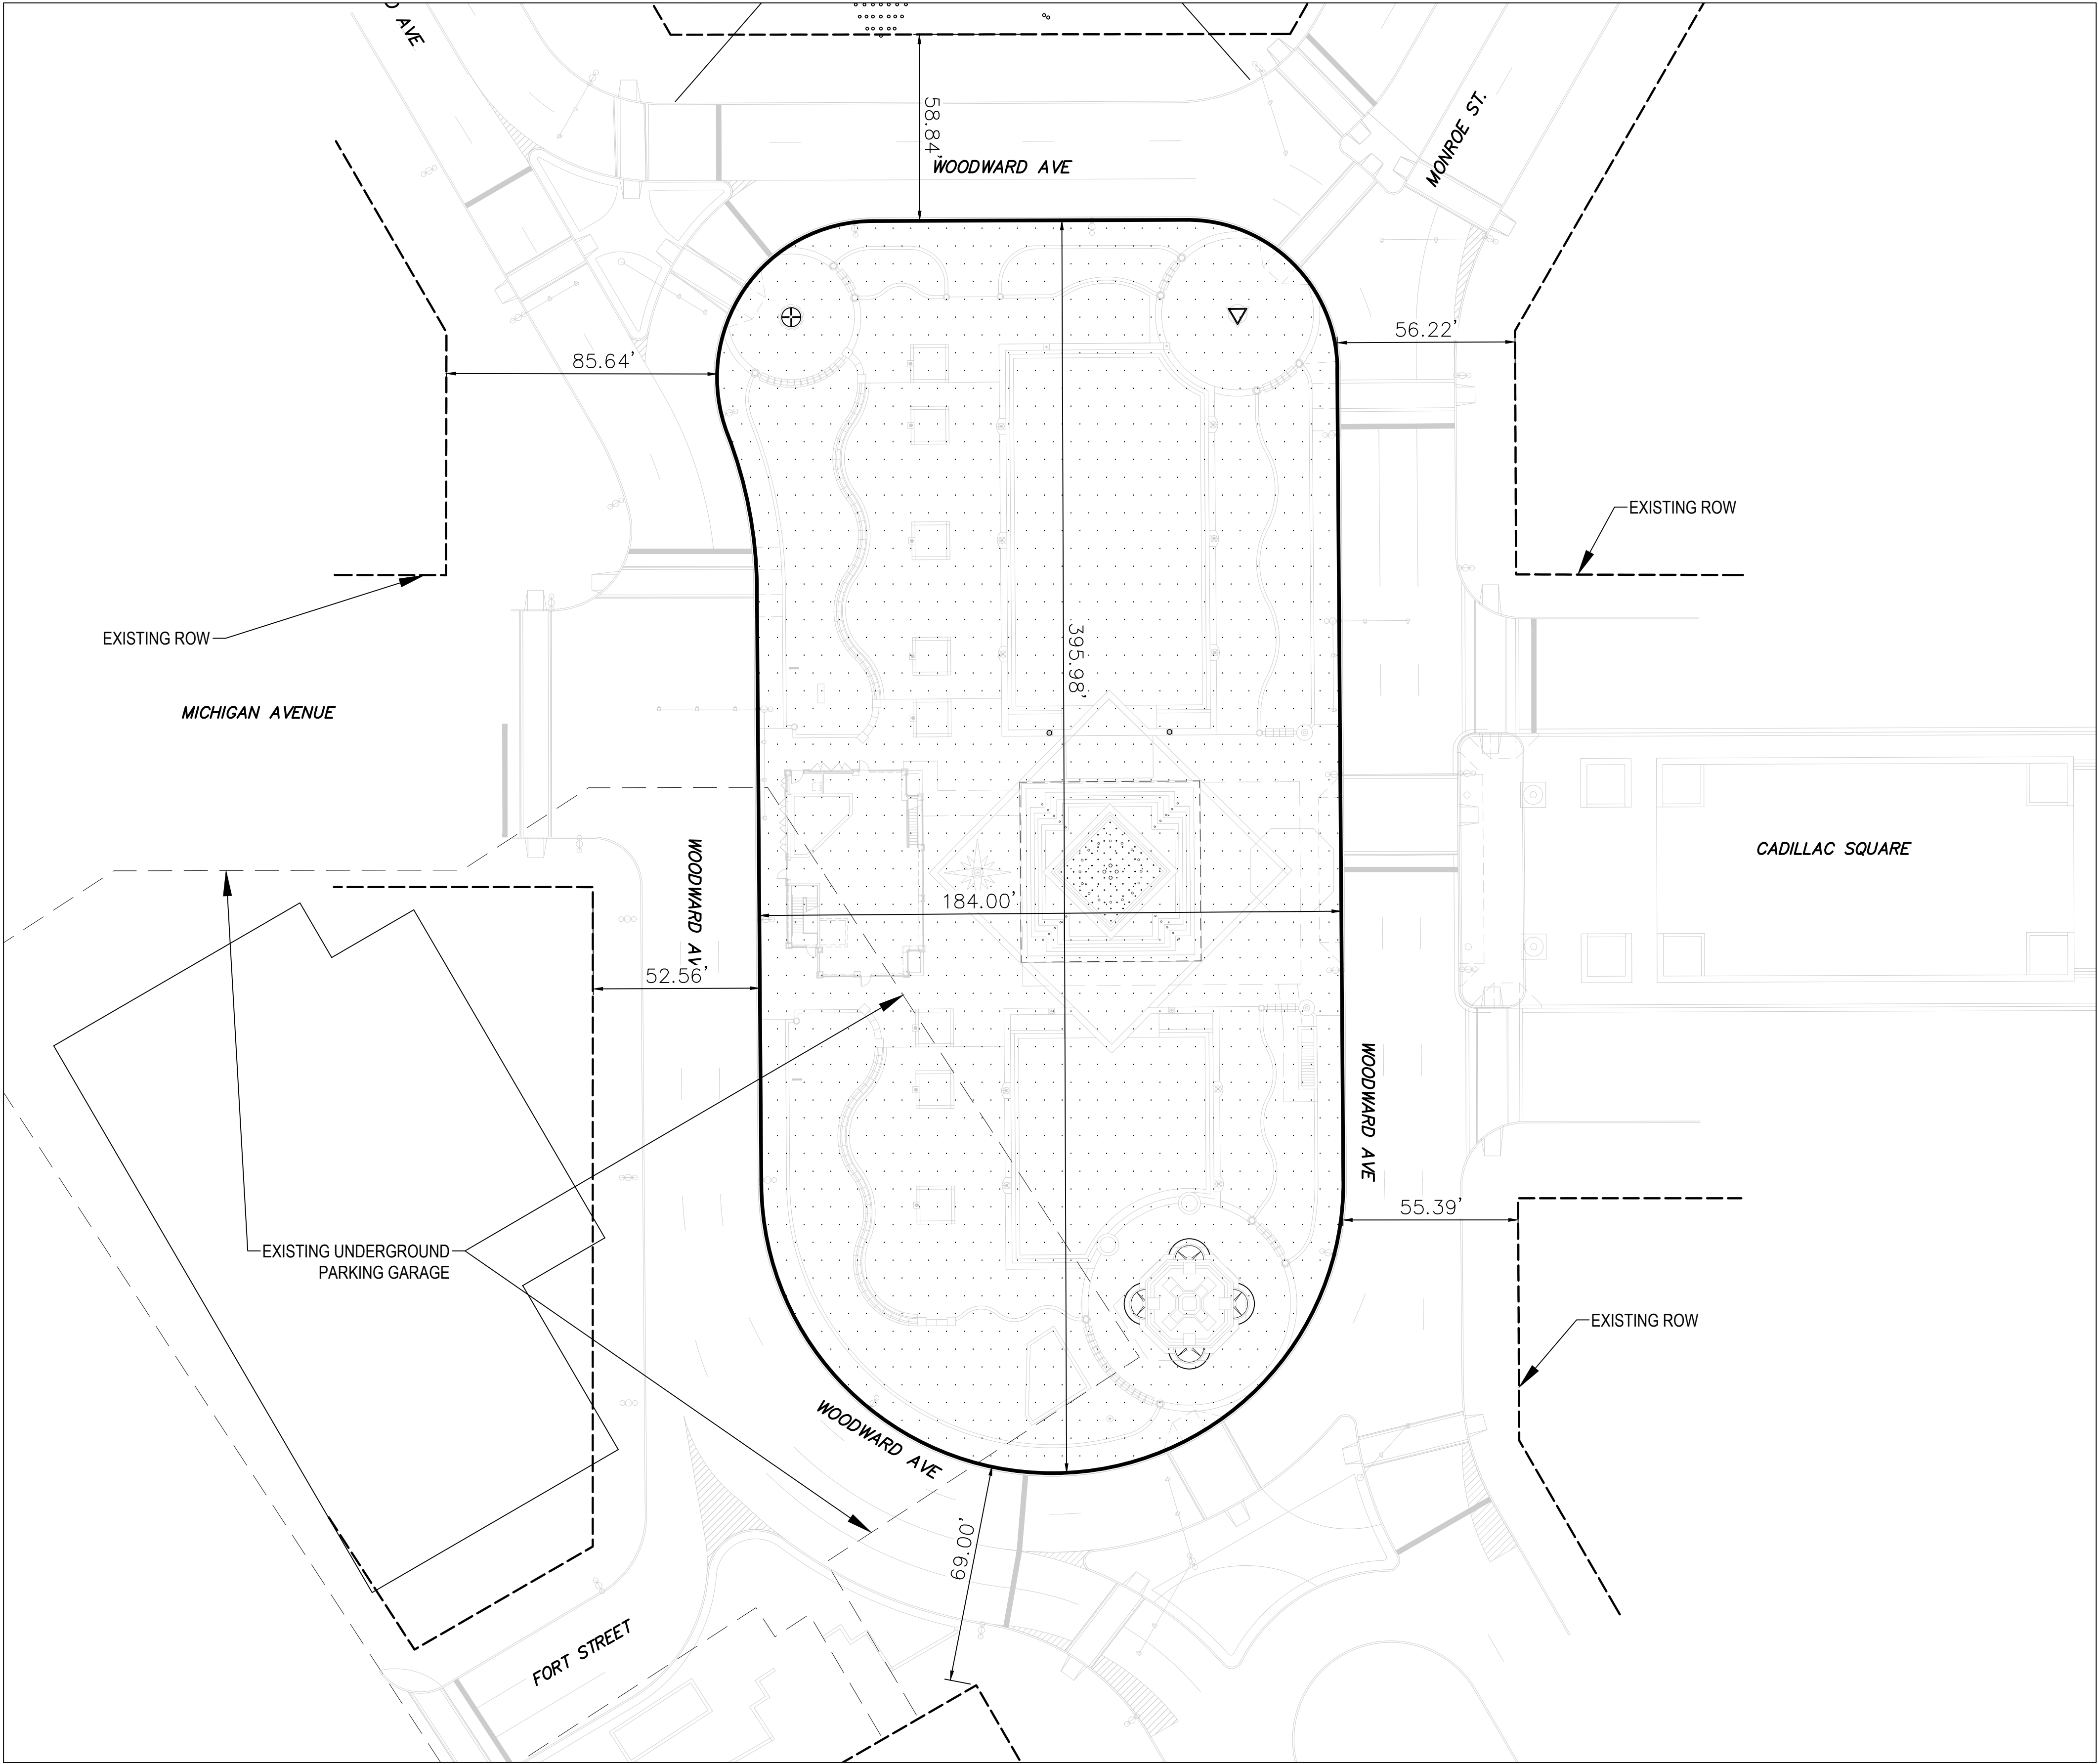 AVE
58.84'
WOODWARD AVE
MONROE ST.
85.64'
56.22'
EXISTING ROW
EXISTING ROW
395.98'
MICHIGAN AVENUE
WOODWARD AV
CADILLAC SQUARE
184.00'
52.56'
WOODWARD AVE
55.39'
EXISTING UNDERGROUND
PARKING GARAGE
EXISTING ROW
WOODWARD AVE
69.00'
FORT STREET